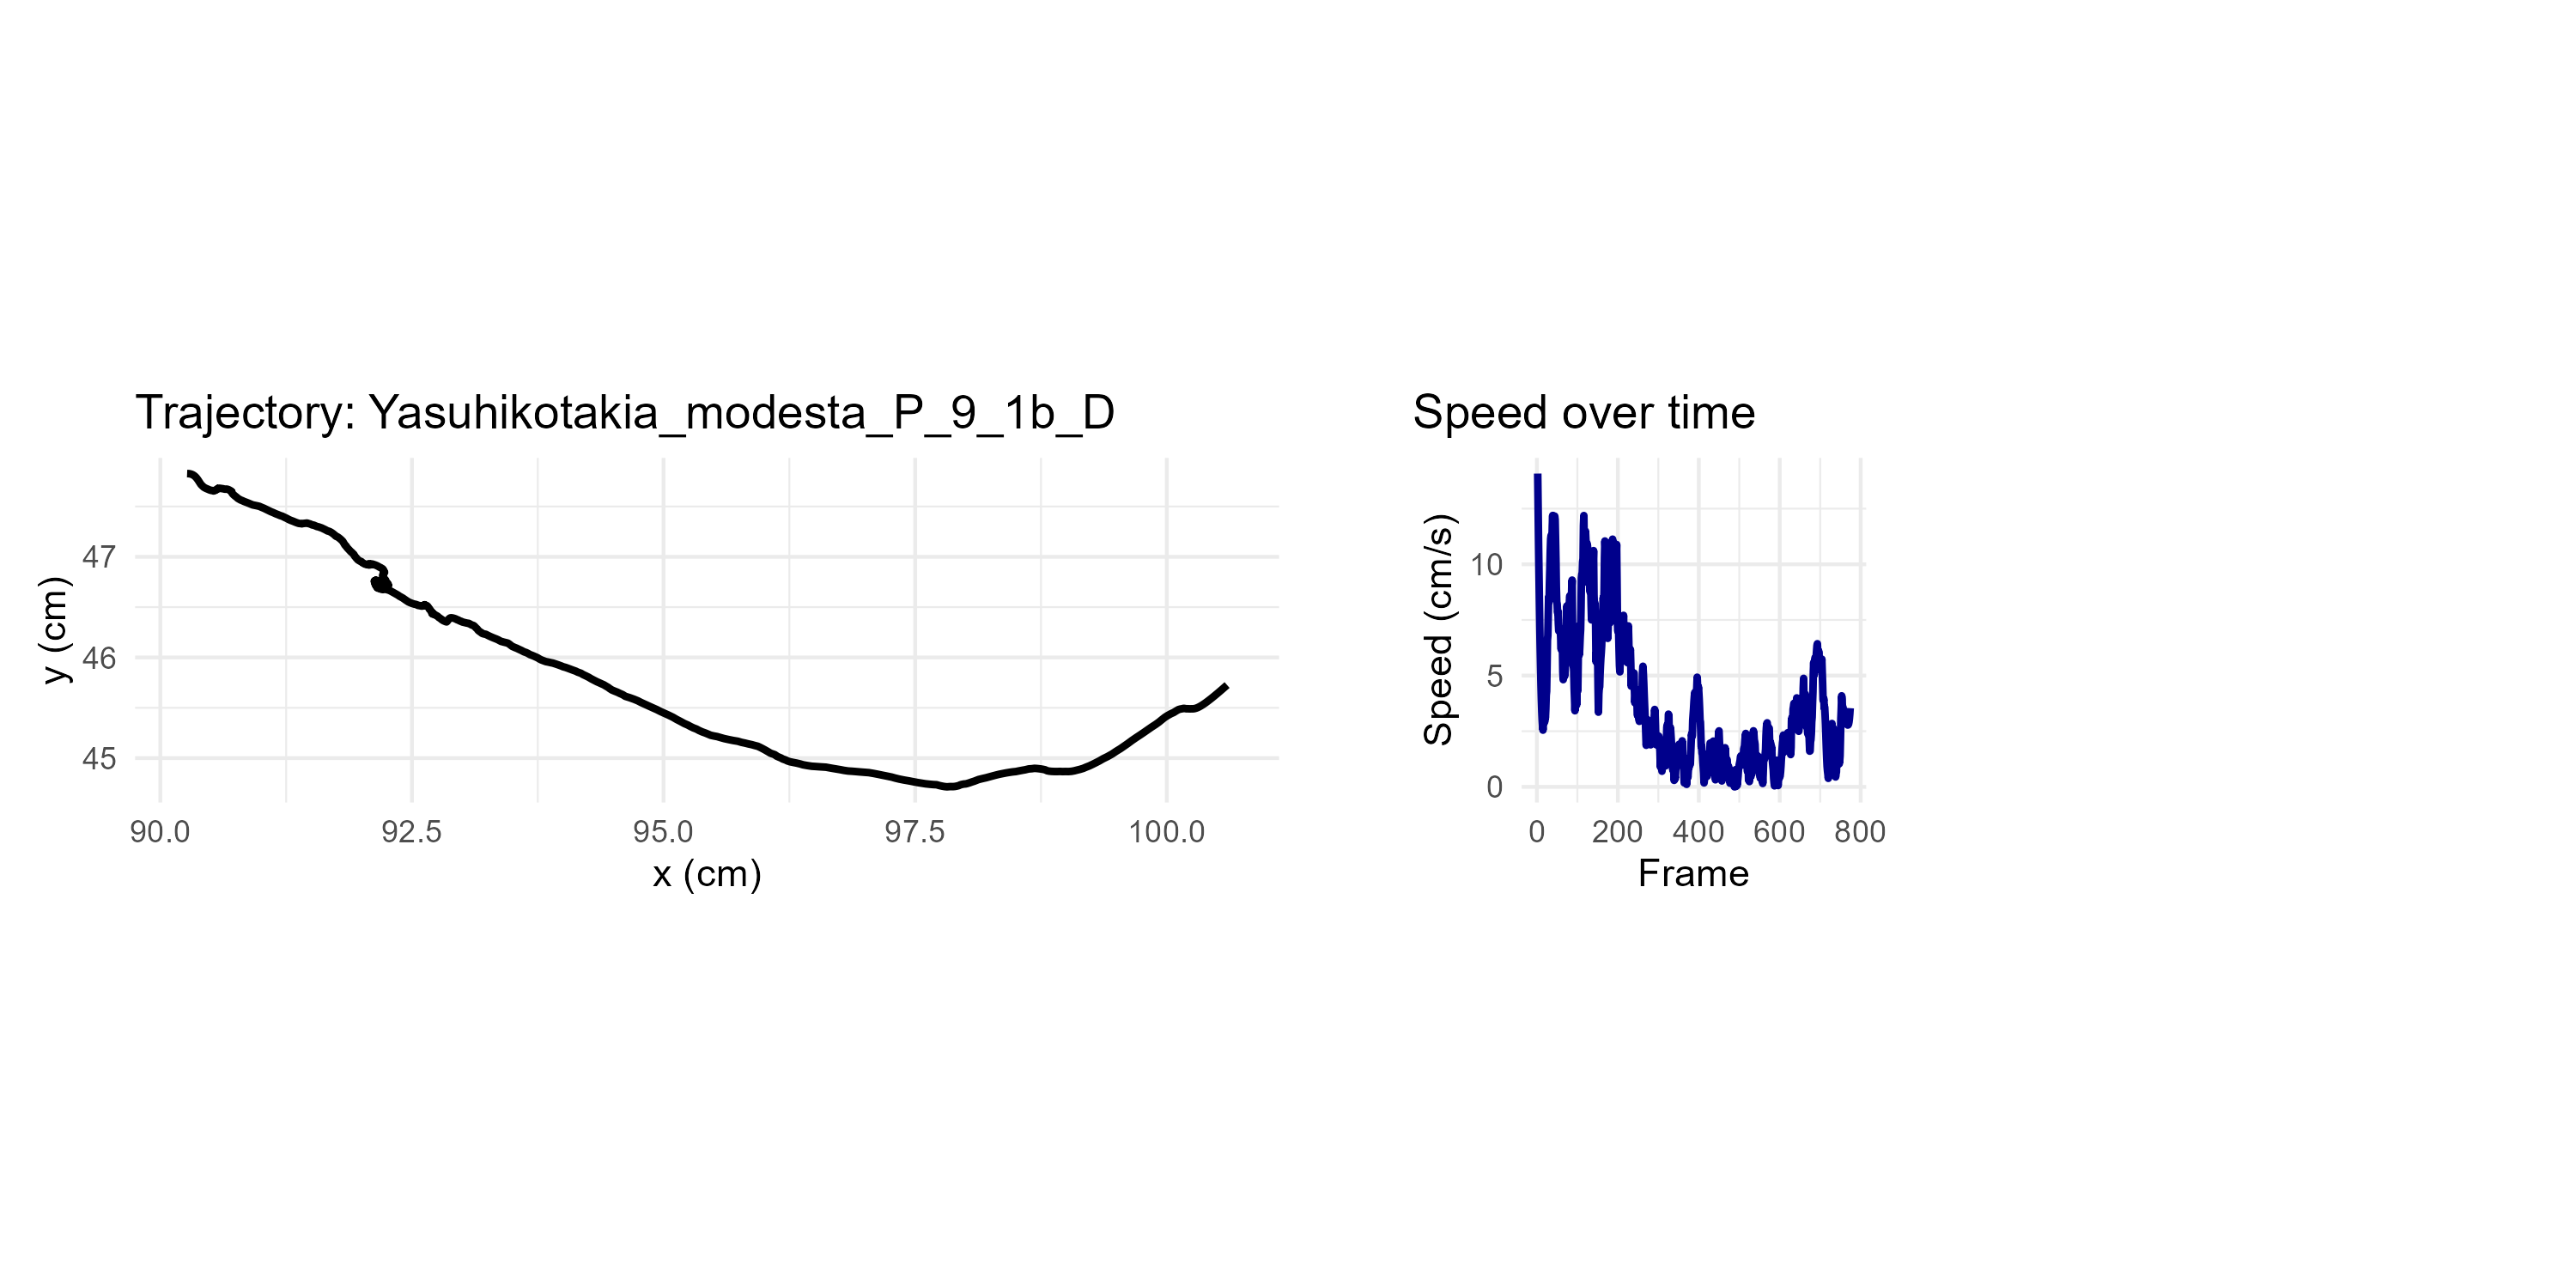 Trajectory: Yasuhikotakia_modesta_P_9_1b_D
y (cm)
47
46
45
90.0 92.5 95.0 97.5 100.0
x (cm)
Speed over time
Speed (cm/s)
10
5
0
0 200 400 600 800
Frame